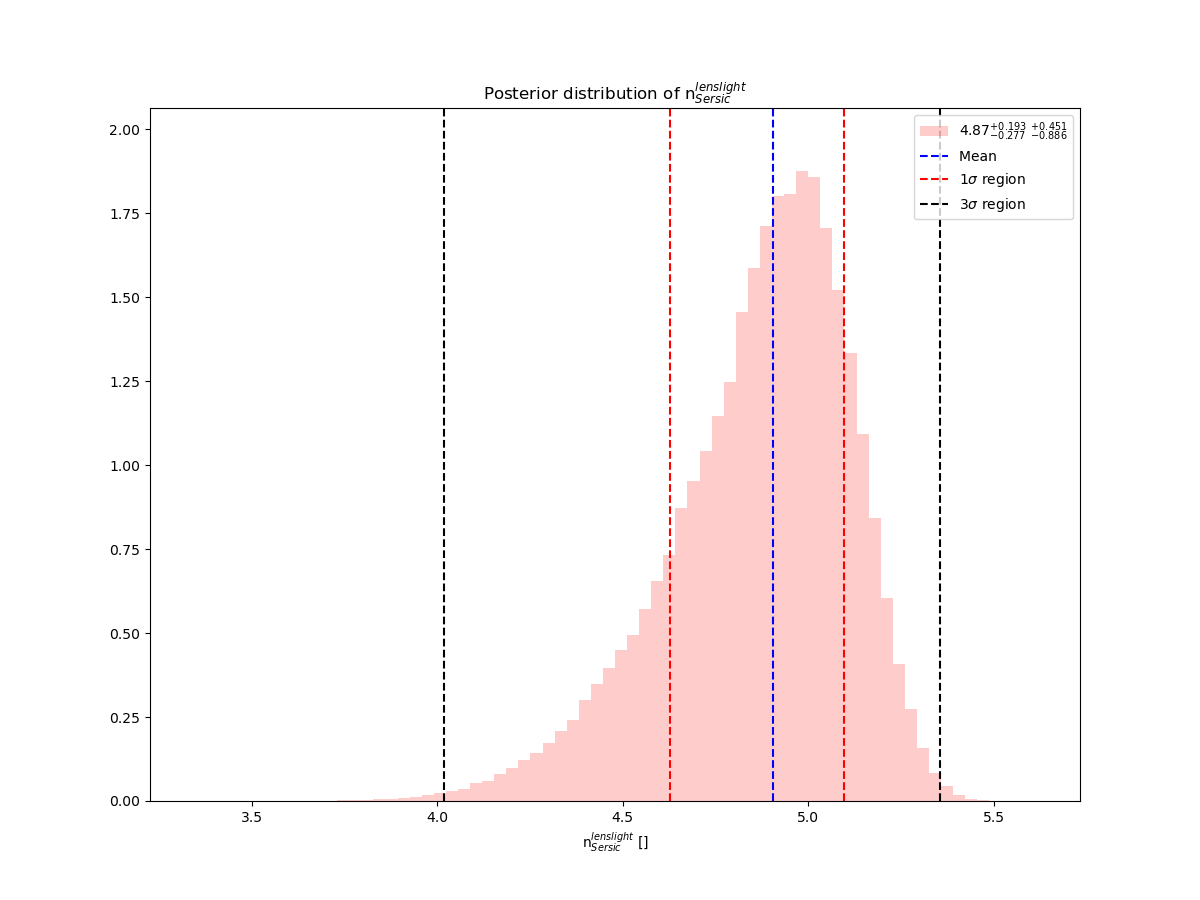 Posterior distribution of n$_{Sersic}^{lenslight}$
2.00
1.75
1.50
1.25
1.00
0.75
0.50
0.25
0.00
4.87$^{+0.193}_{-0.277}$ $^{+0.451}_{-0.886}$
Mean
1σ region
3σ region
3.5 4.0 4.5 5.0 5.5
n$_{Sersic}^{lenslight}$ []